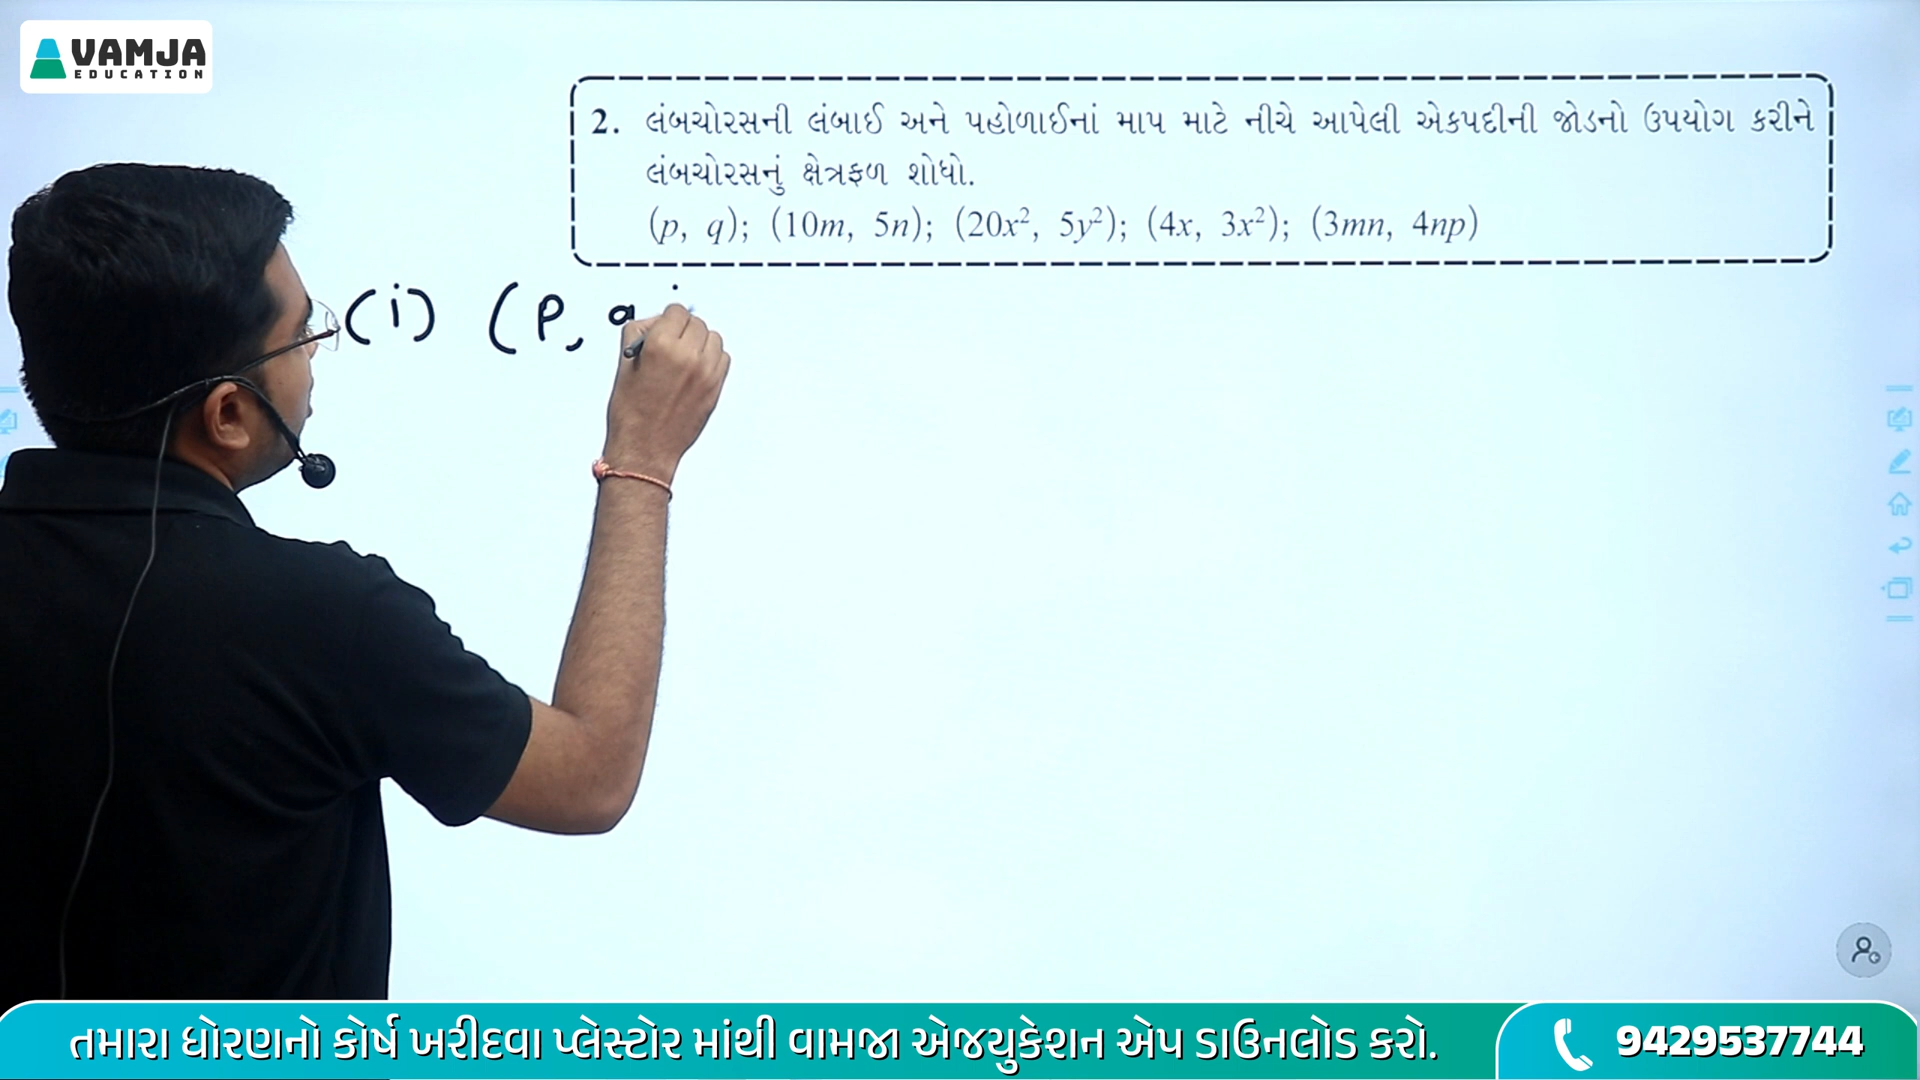 VAMJA
EDUCATION
2. લંબચોરસની લંબાઈ અને પહોળાઈનાં માપ માટે નીચે આપેલી એકપદીની જોડનો ઉપયોગ કરીને
લંબચોરસનું ક્ષેત્રફળ શોધો.
(p, q); (10m, 5n); (20x², 5y²); (4x, 3x²); (3mn, 4np)
(i) (P, q
તમારા ધોરણનો કોર્ષ ખરીદવા પ્લેસ્ટોર માંથી વામજા એજ્યુકેશન એપ ડાઉનલોડ કરો.
9429537744